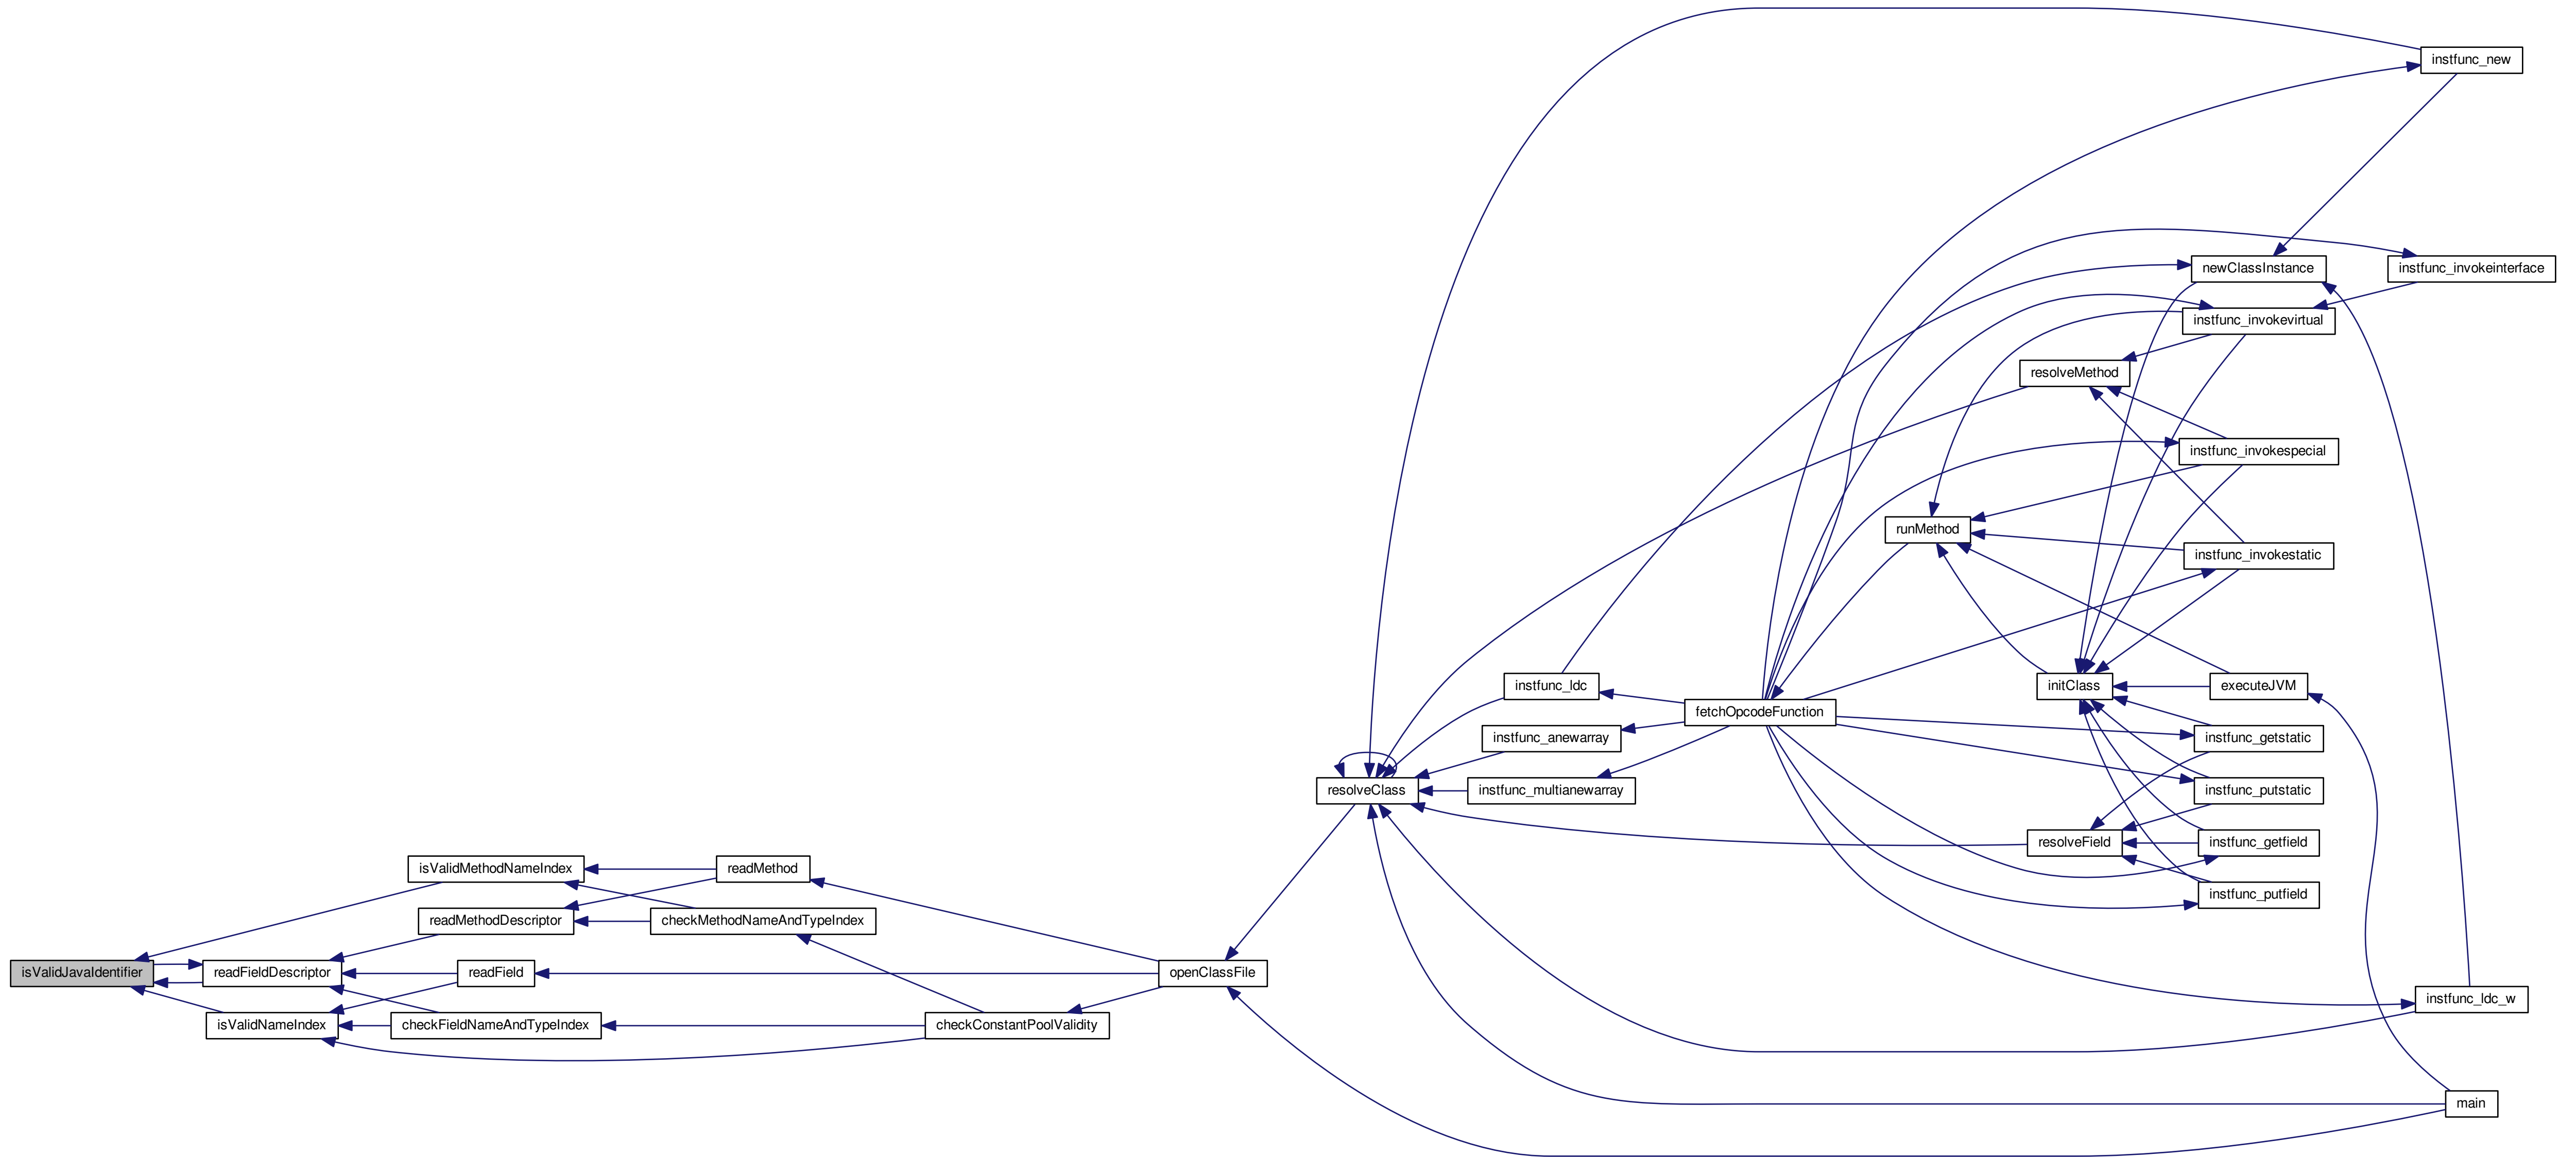 instfunc_new
newClassInstance
instfunc_invokeinterface
instfunc_invokevirtual
resolveMethod
instfunc_invokespecial
runMethod
instfunc_invokestatic
instfunc_ldc
initClass
executeJVM
fetchOpcodeFunction
instfunc_anewarray
instfunc_getstatic
resolveClass
instfunc_multianewarray
instfunc_putstatic
resolveField
instfunc_getfield
isValidMethodNameIndex
readMethod
instfunc_putfield
readMethodDescriptor
checkMethodNameAndTypeIndex
isValidJavaIdentifier
readFieldDescriptor
readField
openClassFile
instfunc_ldc_w
isValidNameIndex
checkFieldNameAndTypeIndex
checkConstantPoolValidity
main